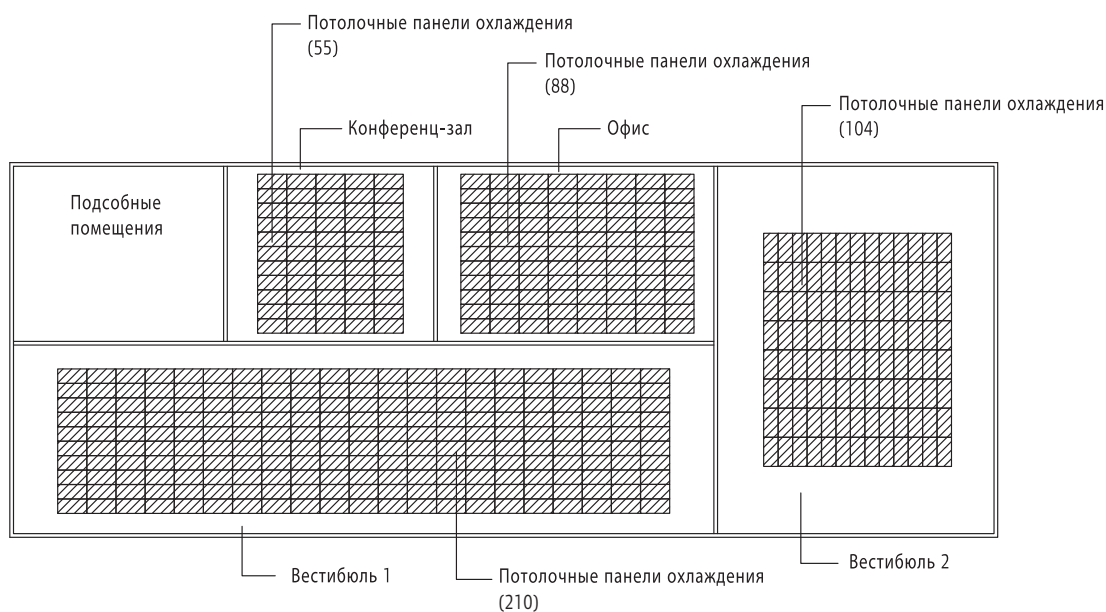 Потолочные панели охлаждения
(55)
Потолочные панели охлаждения
(88)
Потолочные панели охлаждения
(104)
Конференц-зал
Офис
Подсобные
помещения
Вестибюль 1
Потолочные панели охлаждения
(210)
Вестибюль 2